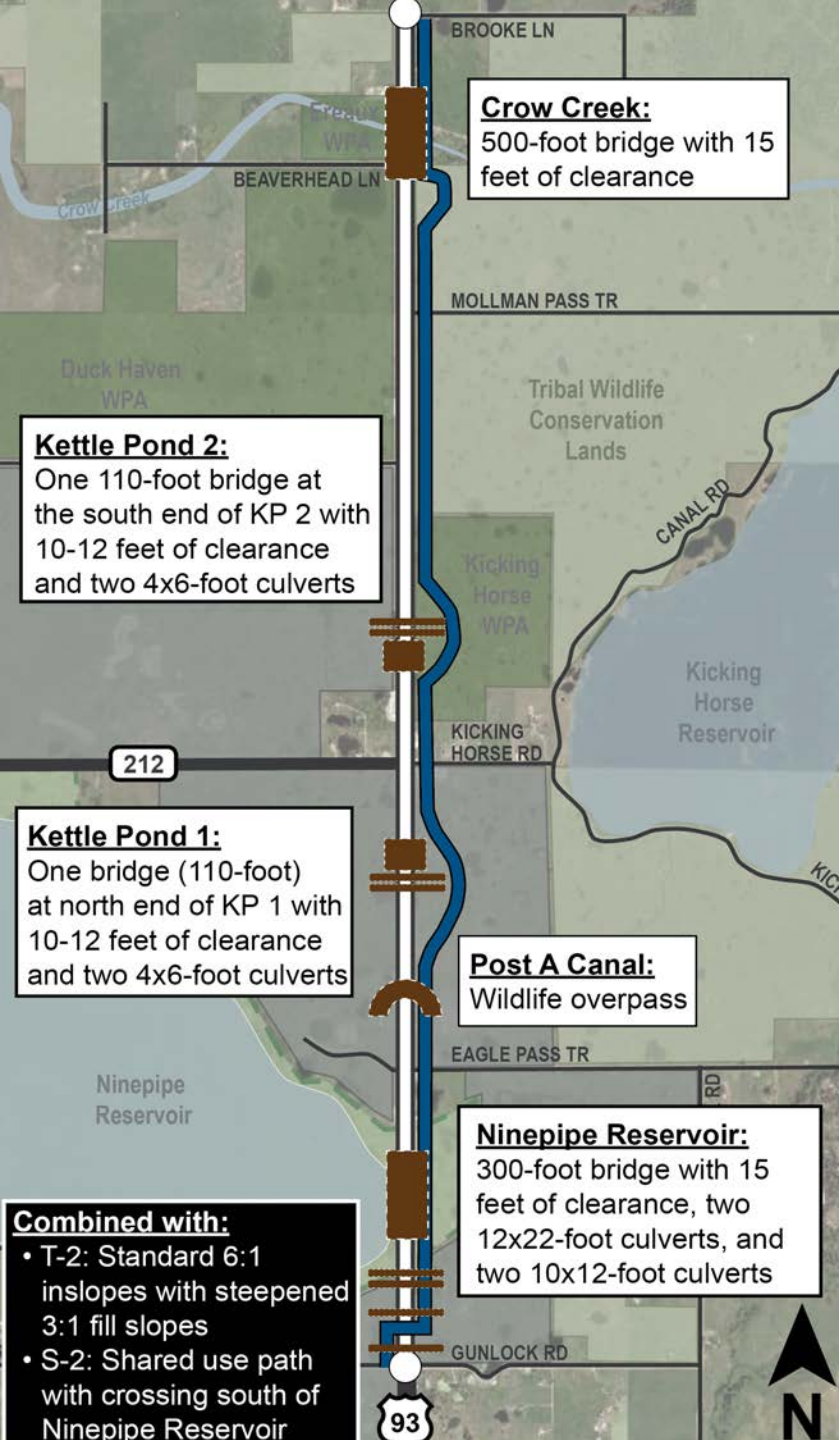 BROOKE LN
Ereaux
WPA
Crow Creek:
500-foot bridge with 15
feet of clearance
BEAVERHEAD LN
Crow Creek
MOLLMAN PASS TR
Duck Haven
WPA
Tribal Wildlife
Conservation
Lands
Kettle Pond 2:
One 110-foot bridge at
the south end of KP 2 with
10-12 feet of clearance
and two 4x6-foot culverts
CANAL RD
Kicking
Horse
WPA
Kicking
Horse
Reservoir
KICKING
HORSE RD
212
Kettle Pond 1:
One bridge (110-foot)
at north end of KP 1 with
10-12 feet of clearance
and two 4x6-foot culverts
KICK
Post A Canal:
Wildlife overpass
EAGLE PASS TR
RD
Ninepipe
Reservoir
Ninepipe Reservoir:
300-foot bridge with 15
feet of clearance, two
12x22-foot culverts, and
two 10x12-foot culverts
Combined with:
• T-2: Standard 6:1
inslopes with steepened
3:1 fill slopes
• S-2: Shared use path
with crossing south of
Ninepipe Reservoir
GUNLOCK RD
93
N